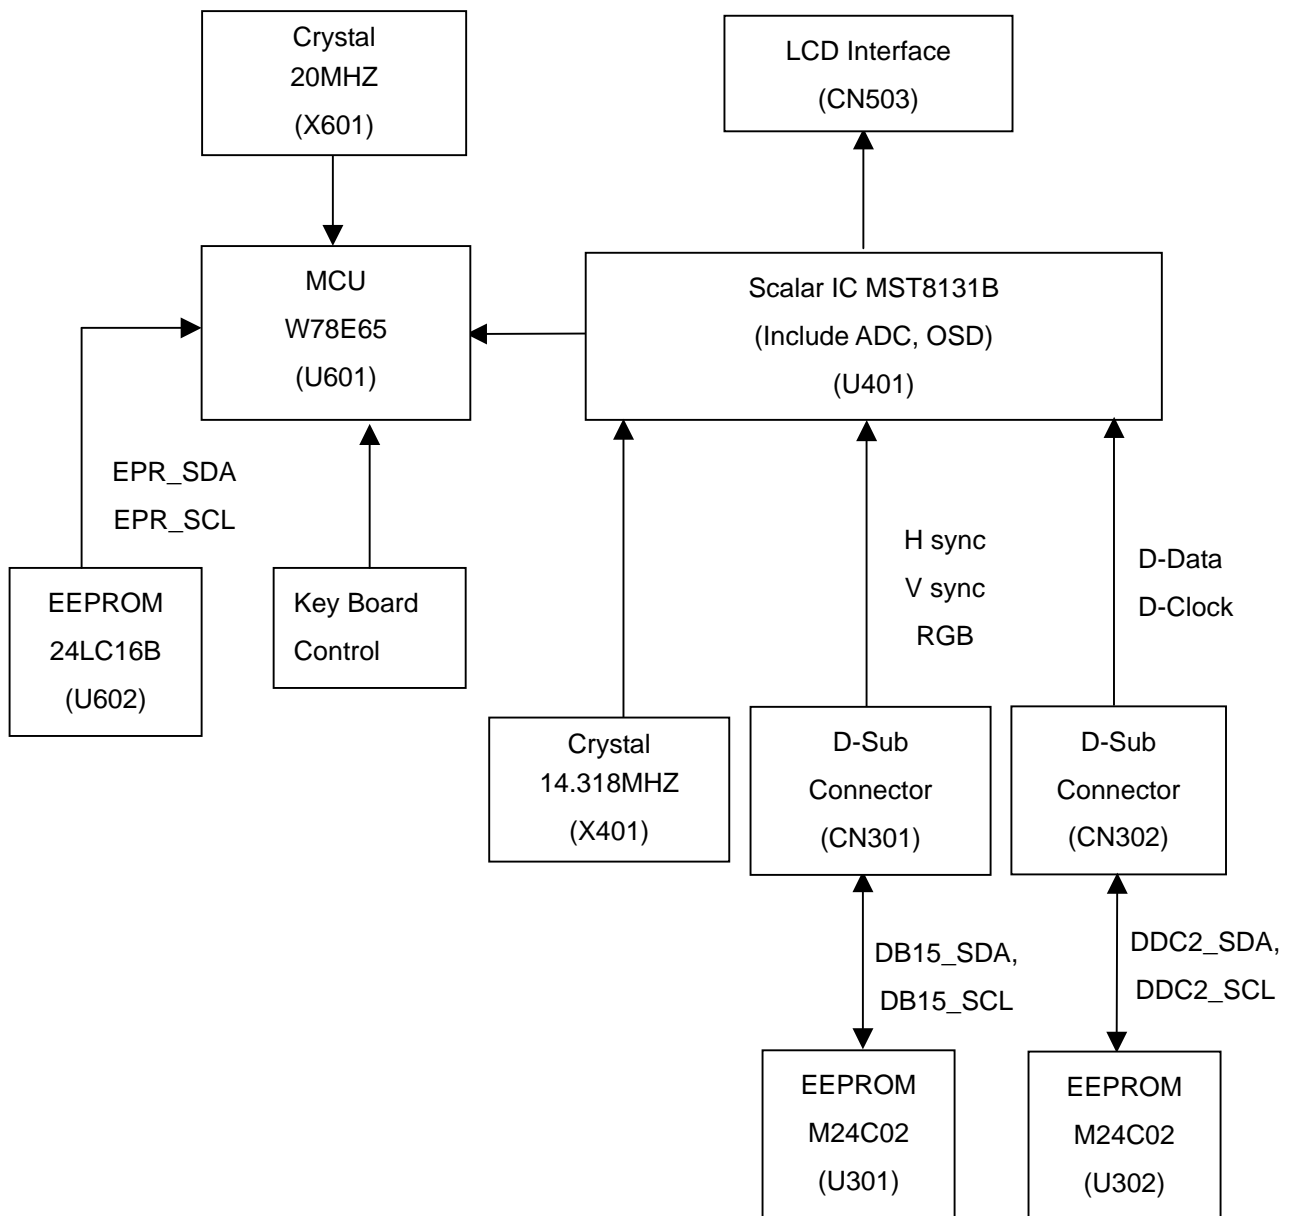 Crystal
20MHZ
(X601)
LCD Interface
(CN503)
MCU
W78E65
(U601)
Scalar IC MST8131B
(Include ADC, OSD)
(U401)
EPR_SDA
EPR_SCL
H sync
V sync
RGB
D-Data
D-Clock
EEPROM
24LC16B
(U602)
Key Board
Control
Crystal
14.318MHZ
(X401)
D-Sub
Connector
(CN301)
D-Sub
Connector
(CN302)
DB15_SDA,
DB15_SCL
DDC2_SDA,
DDC2_SCL
EEPROM
M24C02
(U301)
EEPROM
M24C02
(U302)